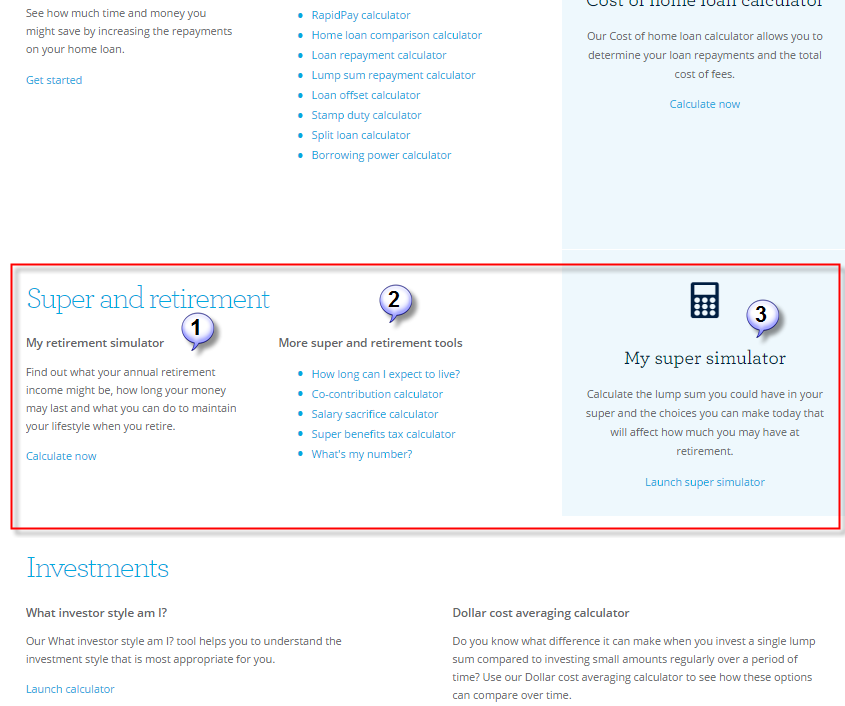 See how much time and money you
might save by increasing the repayments
on your home loan.
Get started
RapidPay calculator
Home loan comparison calculator
Loan repayment calculator
Lump sum repayment calculator
Loan offset calculator
Stamp duty calculator
Split loan calculator
Borrowing power calculator
Cost of home loan calculator
Our Cost of home loan calculator allows you to
determine your loan repayments and the total
cost of fees.
Calculate now
Super and retirement
1
My retirement simulator
Find out what your annual retirement
income might be, how long your money
may last and what you can do to maintain
your lifestyle when you retire.
Calculate now
2
More super and retirement tools
How long can I expect to live?
Co-contribution calculator
Salary sacrifice calculator
Super benefits tax calculator
What's my number?
3
My super simulator
Calculate the lump sum you could have in your
super and the choices you can make today that
will affect how much you may have at
retirement.
Launch super simulator
Investments
What investor style am I?
Our What investor style am I? tool helps you to understand the
investment style that is most appropriate for you.
Launch calculator
Dollar cost averaging calculator
Do you know what difference it can make when you invest a single lump
sum compared to investing small amounts regularly over a period of
time? Use our Dollar cost averaging calculator to see how these options
can compare over time.